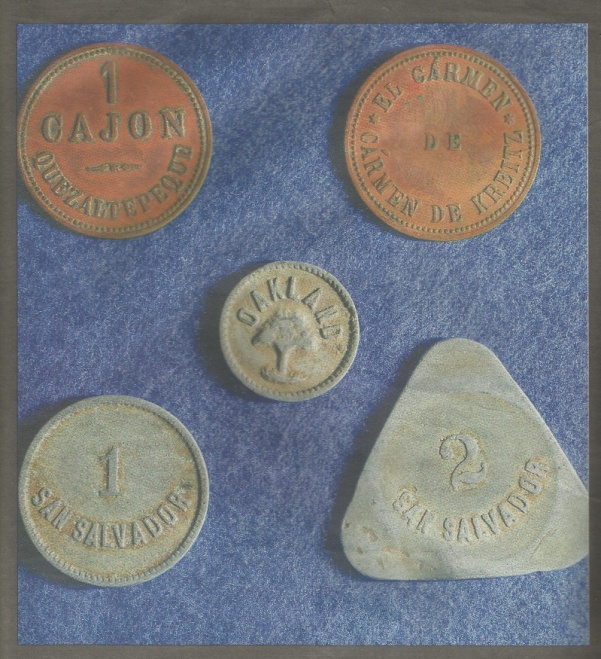 1
CAJON
QUEZALTEPEQUE
* EL CÁRMEN *
DE
CÁRMEN DE KREITZ
OAKLAND
1
SAN SALVADOR
2
SAN SALVADOR